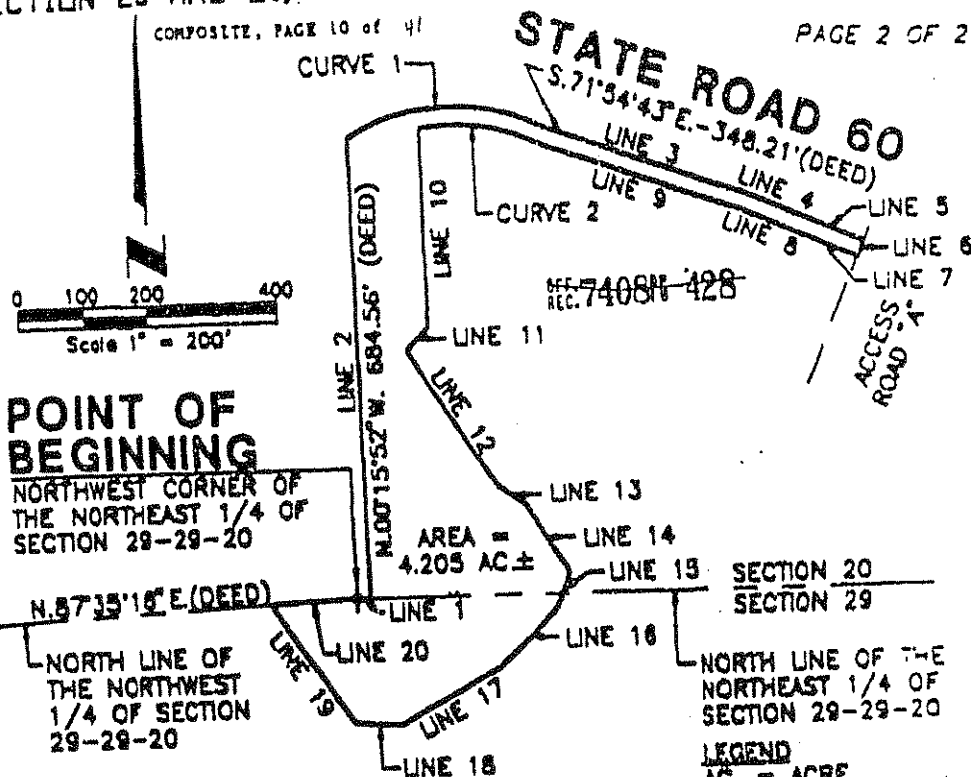 COMPOSITE, PAGE 10 of 41
PAGE 2 OF 2
CURVE 1
STATE ROAD 60
S.71°54'43"E.-348.21'(DEED)
LINE 3
LINE 4
LINE 5
LINE 6
LINE 7
LINE 8
LINE 9
CURVE 2
LINE 10
ACCESS
ROAD "A"
OFF.
REC. 7408 PG 428
0 100 200 400
Scale 1" = 200'
LINE 2
N.00°15'52"W. 684.56' (DEED)
LINE 11
LINE 12
LINE 13
LINE 14
LINE 15
LINE 16
LINE 17
LINE 18
LINE 19
LINE 20
LINE 1
POINT OF
BEGINNING
NORTHWEST CORNER OF
THE NORTHEAST 1/4 OF
SECTION 29-29-20
AREA =
4.205 AC.±
SECTION 20
SECTION 29
N.87°35'18"E.(DEED)
NORTH LINE OF
THE NORTHWEST
1/4 OF SECTION
29-29-20
NORTH LINE OF THE
NORTHEAST 1/4 OF
SECTION 29-29-20
LEGEND
AC. = ACRE